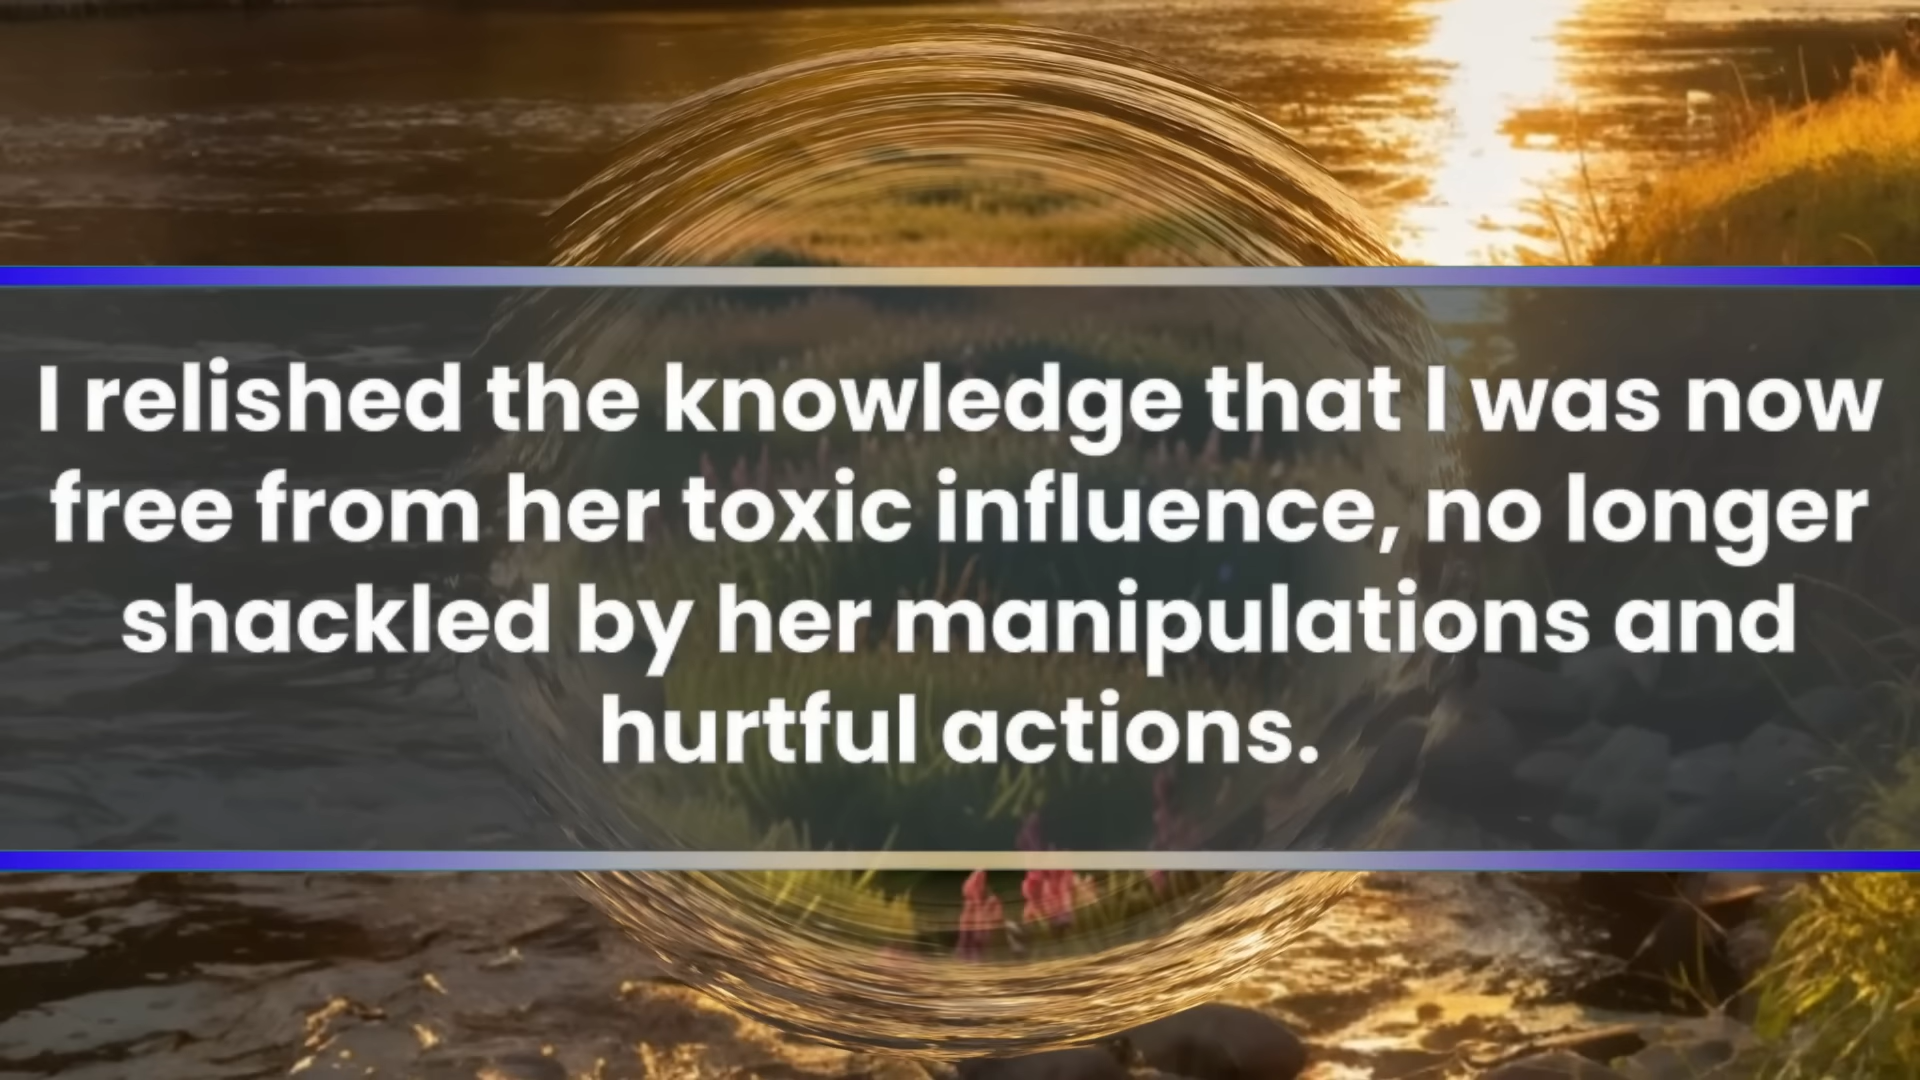 I relished the knowledge that I was now
free from her toxic influence, no longer
shackled by her manipulations and
hurtful actions.